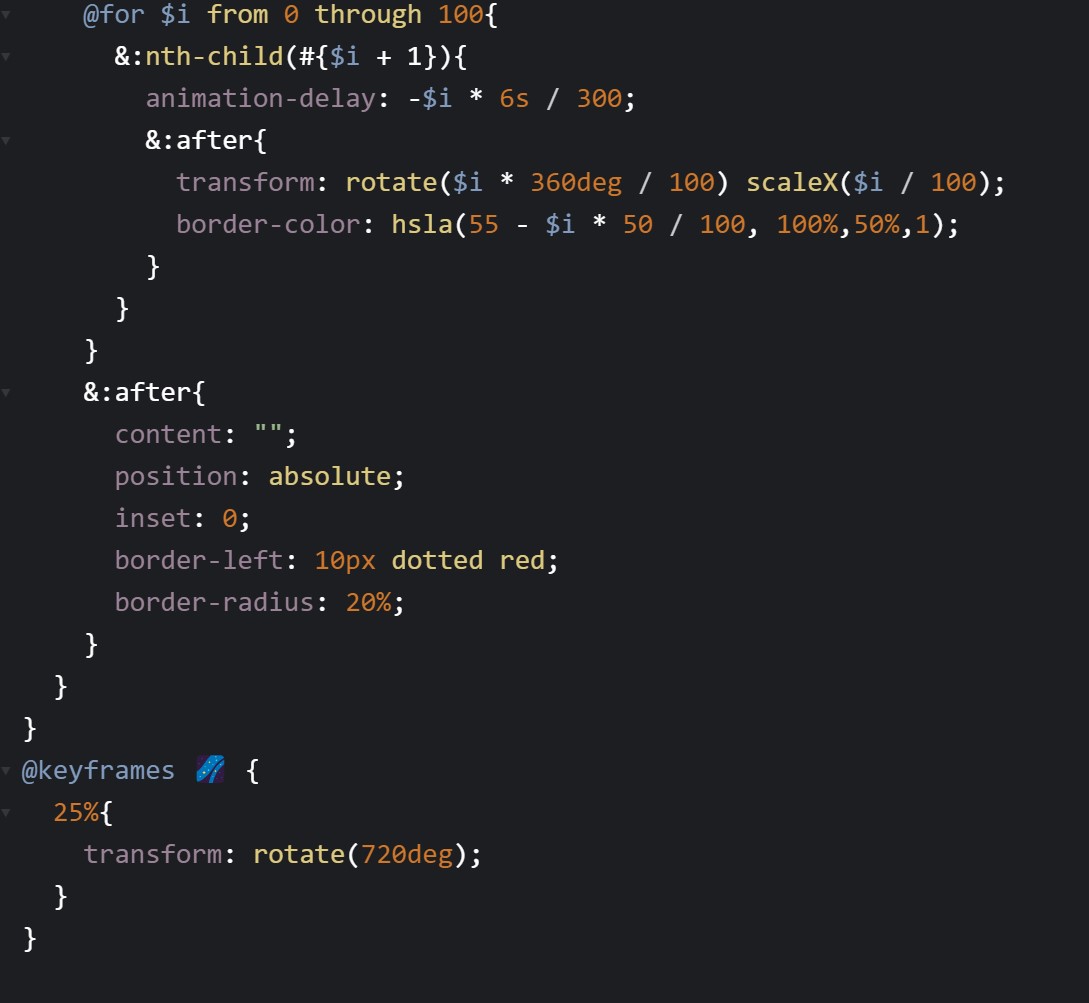 @for $i from 0 through 100{
&:nth-child(#{$i + 1}){
animation-delay: -$i * 6s / 300;
&:after{
transform: rotate($i * 360deg / 100) scaleX($i / 100);
border-color: hsla(55 - $i * 50 / 100, 100%,50%,1);
}
}
}
&:after{
content: "";
position: absolute;
inset: 0;
border-left: 10px dotted red;
border-radius: 20%;
}
}
}
@keyframes 🌌 {
25%{
transform: rotate(720deg);
}
}